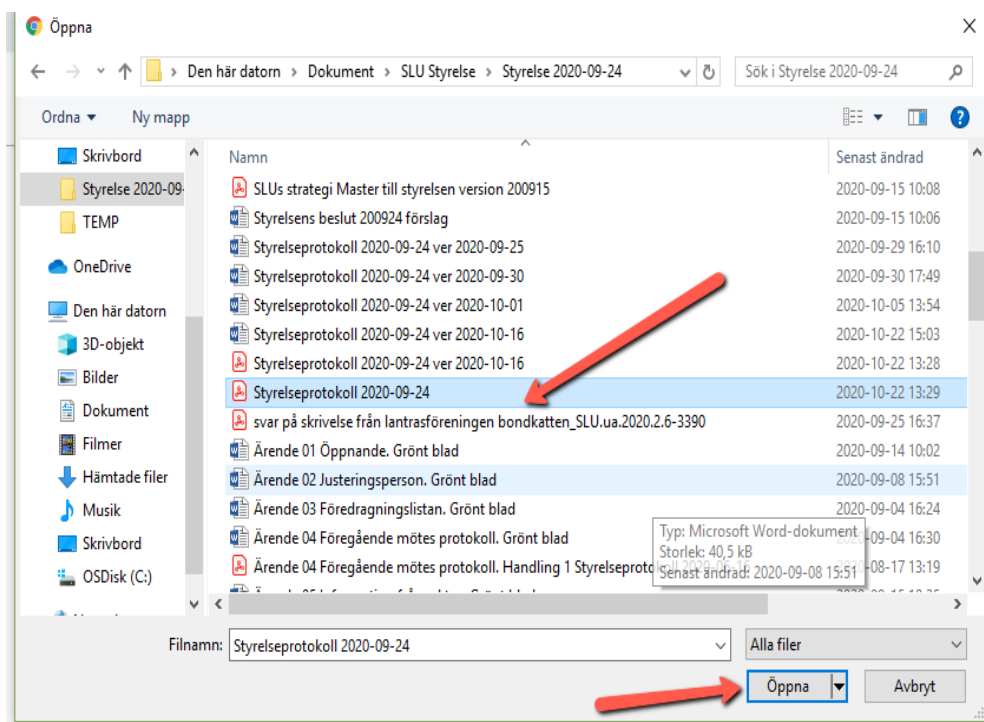 Öppna
Den här datorn > Dokument > SLU Styrelse > Styrelse 2020-09-24
Sök i Styrelse 2020-09-24
Ordna
Ny mapp
Skrivbord
Styrelse 2020-09-
TEMP
OneDrive
Den här datorn
3D-objekt
Bilder
Dokument
Filmer
Hämtade filer
Musik
Skrivbord
OSDisk (C:)
Namn Senast ändrad
SLUs strategi Master till styrelsen version 200915 2020-09-15 10:08
Styrelsens beslut 200924 förslag 2020-09-15 10:06
Styrelseprotokoll 2020-09-24 ver 2020-09-25 2020-09-29 16:10
Styrelseprotokoll 2020-09-24 ver 2020-09-30 2020-09-30 17:49
Styrelseprotokoll 2020-09-24 ver 2020-10-01 2020-10-05 13:54
Styrelseprotokoll 2020-09-24 ver 2020-10-16 2020-10-22 15:03
Styrelseprotokoll 2020-09-24 ver 2020-10-16 2020-10-22 13:28
Styrelseprotokoll 2020-09-24 2020-10-22 13:29
svar på skrivelse från lantrasföreningen bondkatten_SLU.ua.2020.2.6-3390 2020-09-25 16:37
Ärende 01 Öppnande. Grönt blad 2020-09-14 10:02
Ärende 02 Justeringsperson. Grönt blad 2020-09-08 15:51
Ärende 03 Föredragningslistan. Grönt blad 2020-09-04 16:24
Ärende 04 Föregående mötes protokoll. Grönt blad -09-04 16:30
Ärende 04 Föregående mötes protokoll. Handling 1 Styrelseproto -08-17 13:19
Typ: Microsoft Word-dokument
Storlek: 40,5 kB
Senast ändrad: 2020-09-08 15:51
Filnamn: Styrelseprotokoll 2020-09-24
Alla filer
Öppna
Avbryt